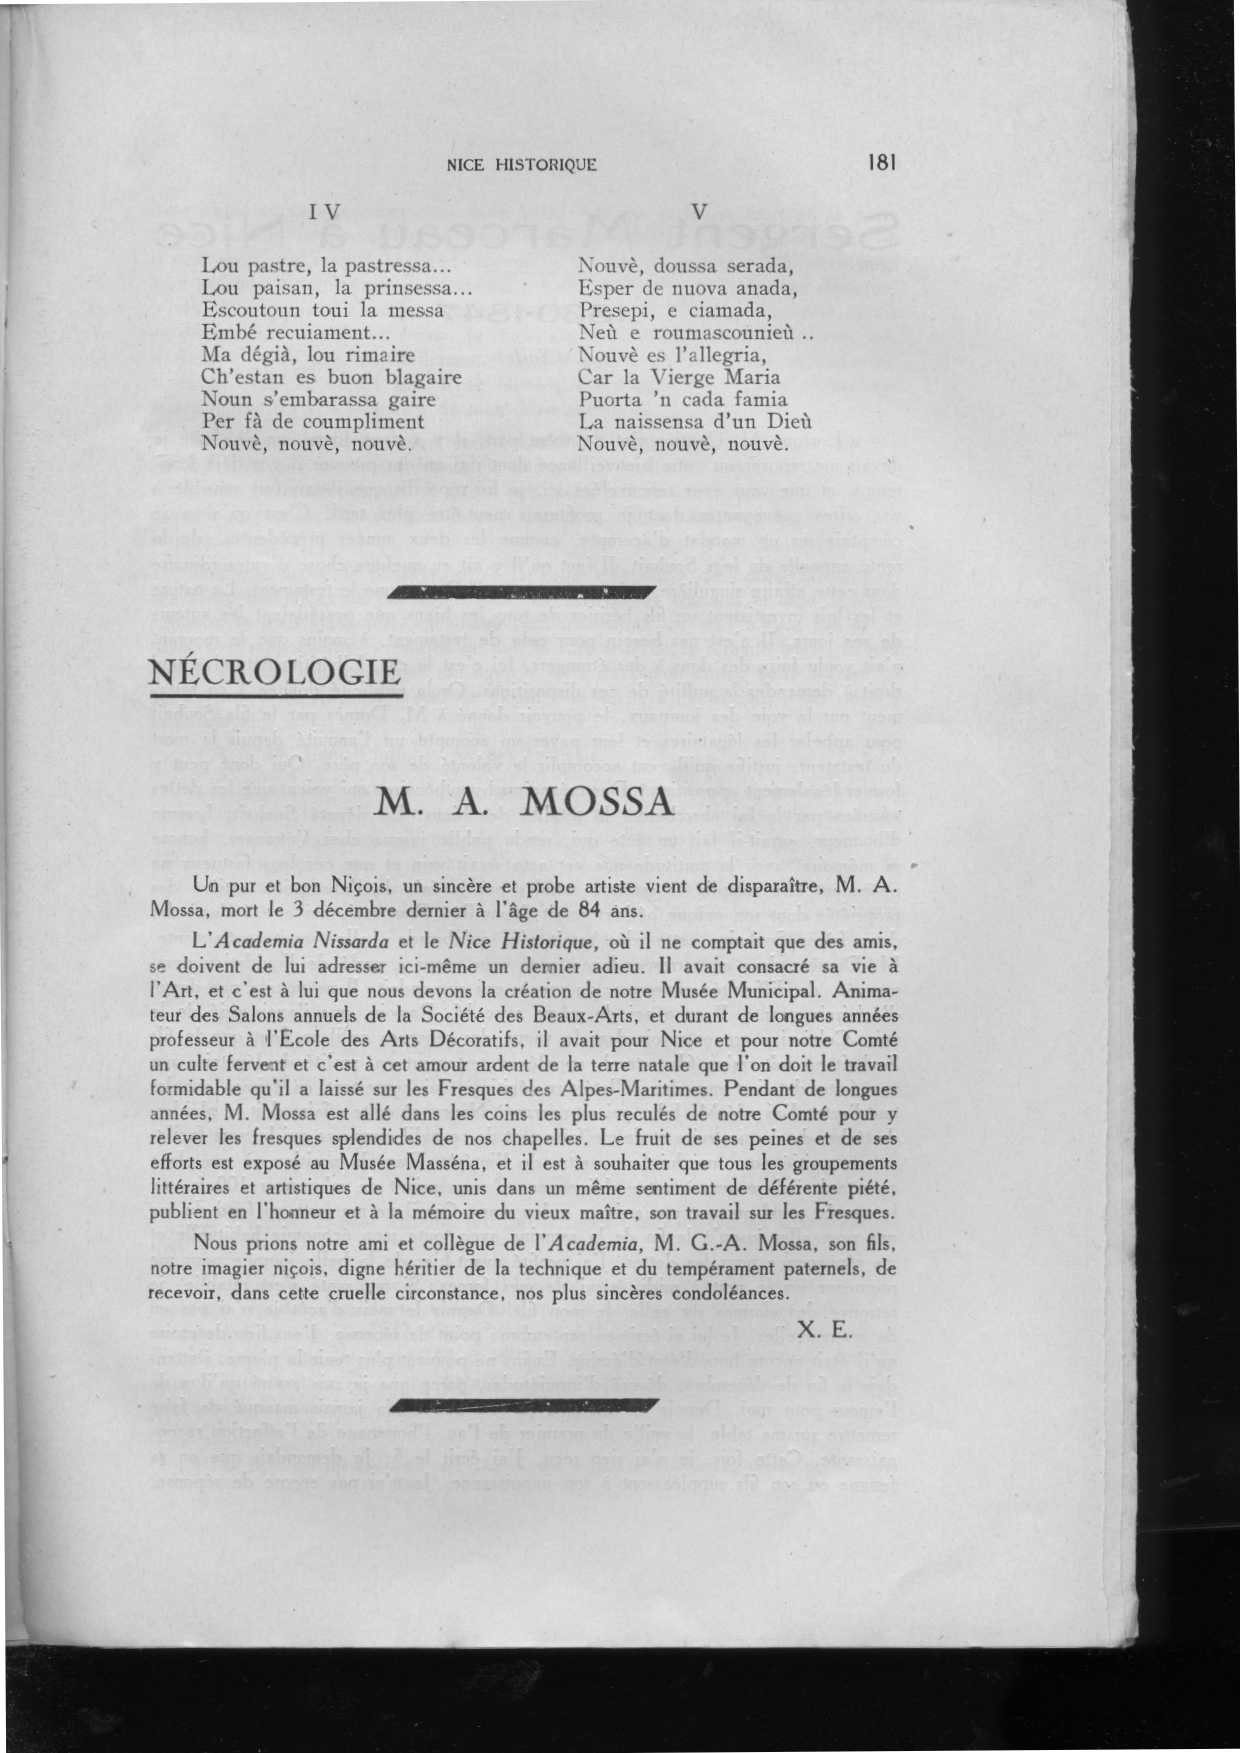 NICE HISTORIQUE 181
IV
Lou pastre, la pastressa...
Lou paisan, la prinsessa...
Escoutoun toui la messa
Embé recuiament...
Ma dégià, lou rimaire
Ch'estan es buon blagaire
Noun s'embarassa gaire
Per fà de coumpliment
Nouvè, nouvè, nouvè.
V
Nouvè, doussa serada,
Esper de nuova anada,
Presepi, e ciamada,
Neù e roumascounieù ..
Nouvè es l'allegria,
Car la Vierge Maria
Puorta 'n cada famia
La naissensa d'un Dieù
Nouvè, nouvè, nouvè.
NÉCROLOGIE
M. A. MOSSA
Un pur et bon Niçois, un sincère et probe artiste vient de disparaître, M. A.
Mossa, mort le 3 décembre dernier à l'âge de 84 ans.
L'Academia Nissarda et le Nice Historique, où il ne comptait que des amis,
se doivent de lui adresser ici-même un dernier adieu. Il avait consacré sa vie à
l'Art, et c'est à lui que nous devons la création de notre Musée Municipal. Anima-
teur des Salons annuels de la Société des Beaux-Arts, et durant de longues années
professeur à l'Ecole des Arts Décoratifs, il avait pour Nice et pour notre Comté
un culte fervent et c'est à cet amour ardent de la terre natale que l'on doit le travail
formidable qu'il a laissé sur les Fresques des Alpes-Maritimes. Pendant de longues
années, M. Mossa est allé dans les coins les plus reculés de notre Comté pour y
relever les fresques splendides de nos chapelles. Le fruit de ses peines et de ses
efforts est exposé au Musée Masséna, et il est à souhaiter que tous les groupements
littéraires et artistiques de Nice, unis dans un même sentiment de déférente piété,
publient en l'honneur et à la mémoire du vieux maître, son travail sur les Fresques.
Nous prions notre ami et collègue de l'Academia, M. G.-A. Mossa, son fils,
notre imagier niçois, digne héritier de la technique et du tempérament paternels, de
recevoir, dans cette cruelle circonstance, nos plus sincères condoléances.
X. E.